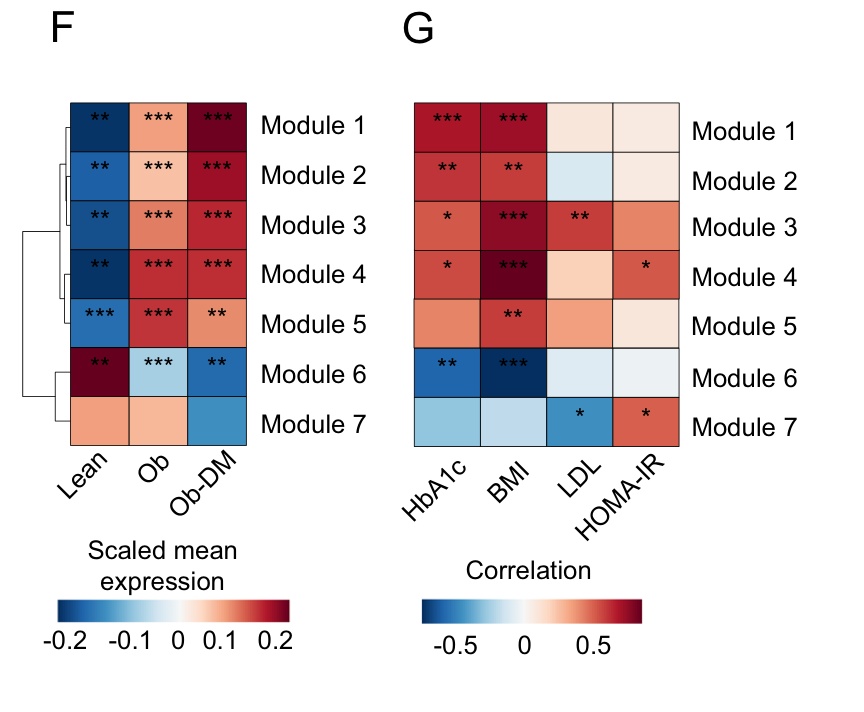 F
G
** *** ***
Module 1
** *** ***
Module 2
** *** ***
Module 3
** *** ***
Module 4
*** *** **
Module 5
** *** **
Module 6
Module 7
Lean Ob Ob-DM
Scaled mean
expression
-0.2 -0.1 0 0.1 0.2
*** ***
Module 1
** **
Module 2
* *** **
Module 3
* *** *
Module 4
**
Module 5
** ***
Module 6
* *
Module 7
HbA1c BMI LDL HOMA-IR
Correlation
-0.5 0 0.5